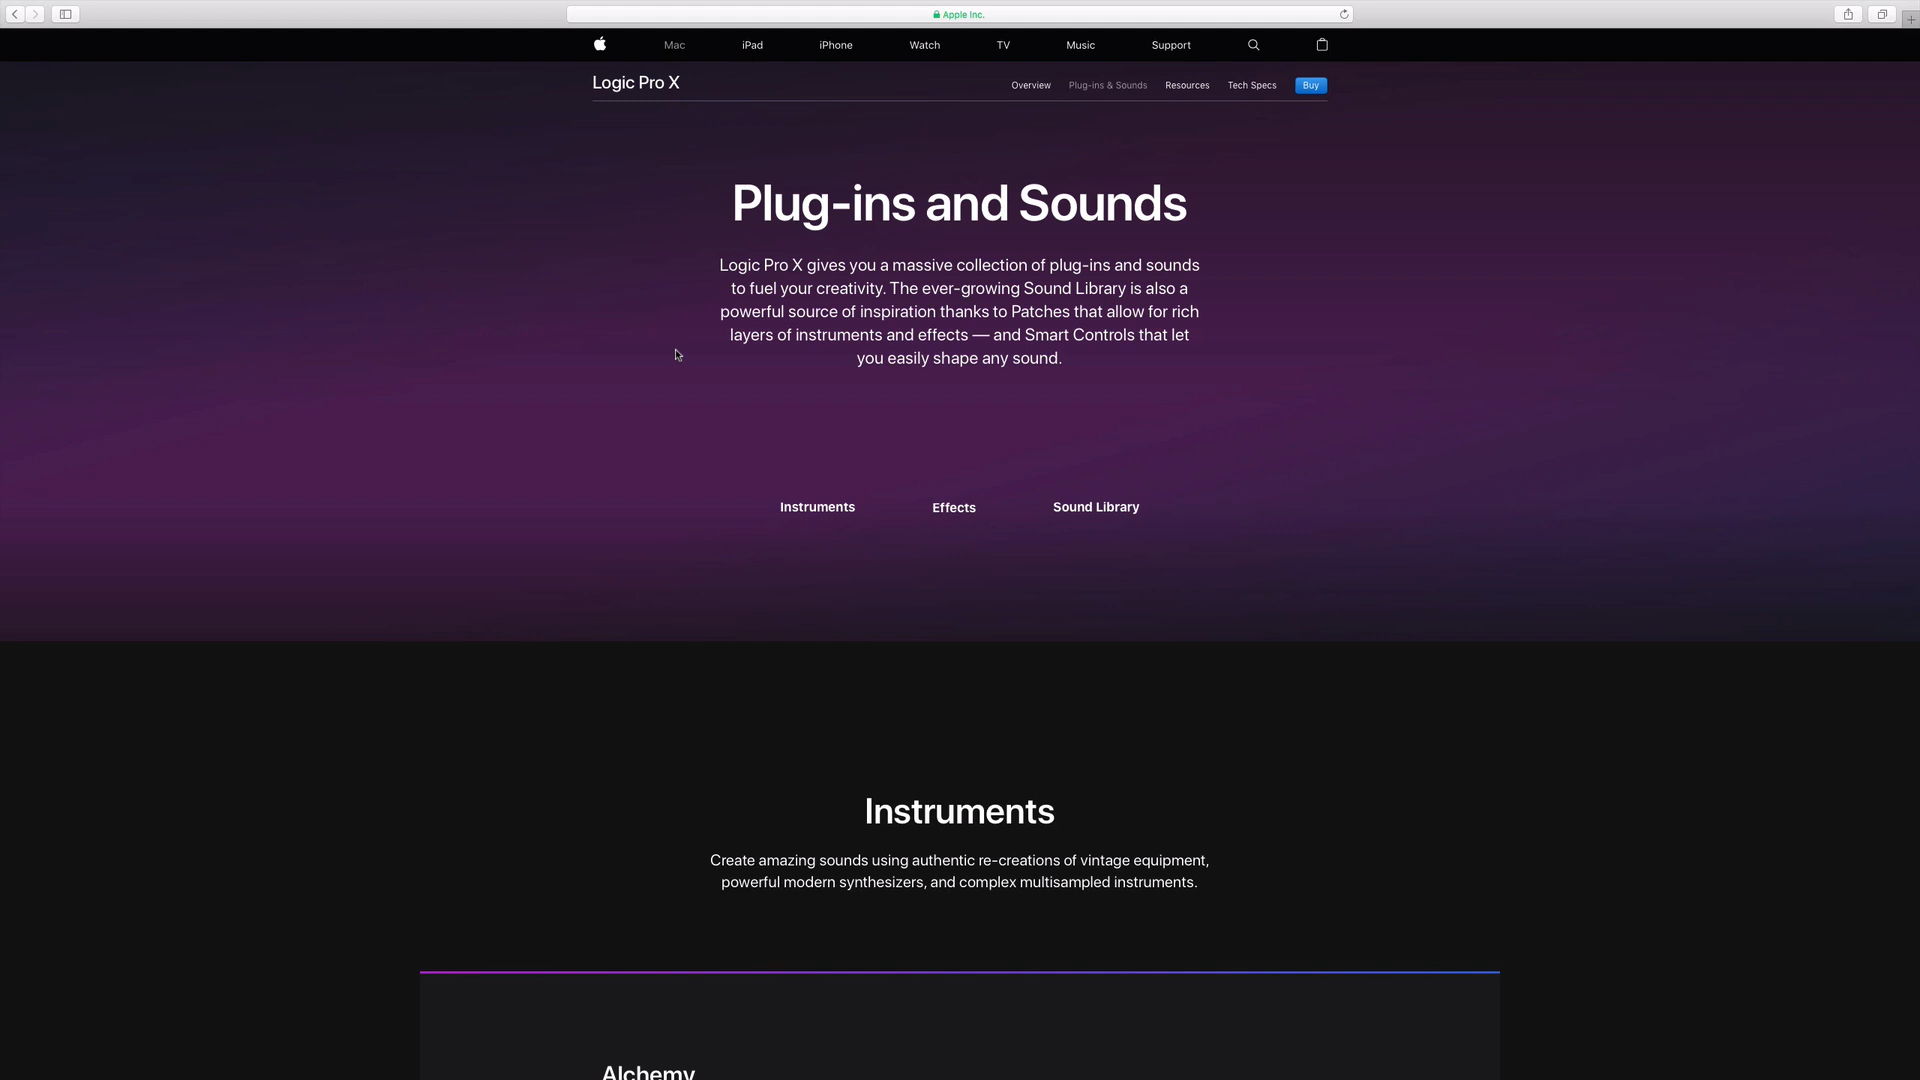 Apple Inc.
Mac iPad iPhone Watch TV Music Support
Logic Pro X
Overview Plug-ins & Sounds Resources Tech Specs Buy
Plug-ins and Sounds
Logic Pro X gives you a massive collection of plug-ins and sounds
to fuel your creativity. The ever-growing Sound Library is also a
powerful source of inspiration thanks to Patches that allow for rich
layers of instruments and effects — and Smart Controls that let
you easily shape any sound.
Instruments Effects Sound Library
Instruments
Create amazing sounds using authentic re-creations of vintage equipment,
powerful modern synthesizers, and complex multisampled instruments.
Alchemy